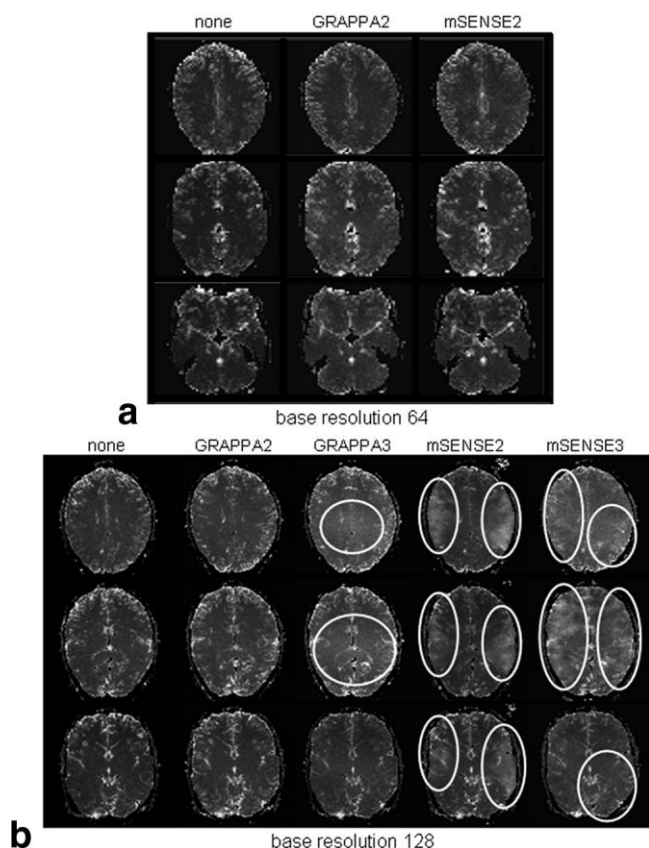 none GRAPPA2 mSENSE2
a
base resolution 64
none GRAPPA2 GRAPPA3 mSENSE2 mSENSE3
b
base resolution 128